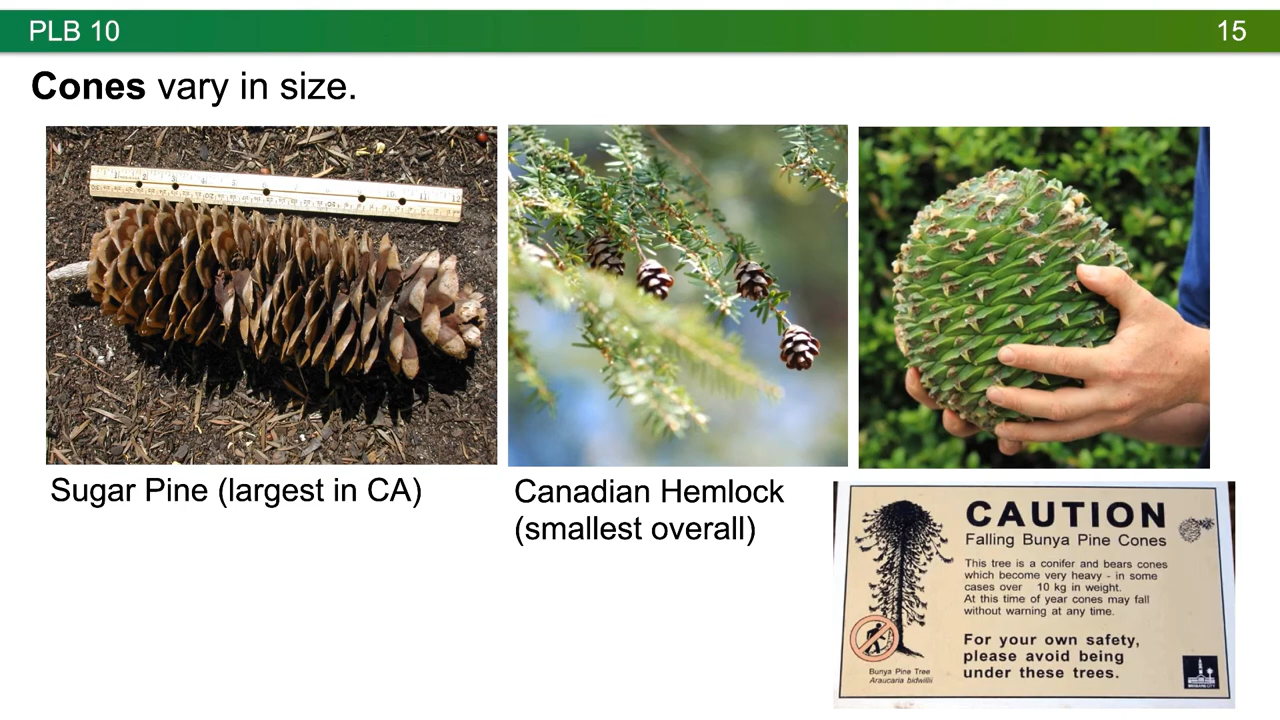 PLB 10
15
Cones vary in size.
Sugar Pine (largest in CA)
Canadian Hemlock
(smallest overall)
CAUTION
Falling Bunya Pine Cones
This tree is a conifer and bears cones
which become very heavy - in some
cases over 10 kg in weight.
At this time of year cones may fall
without warning at any time.
For your own safety,
please avoid being
under these trees.
Bunya Pine Tree
Araucaria bidwillii